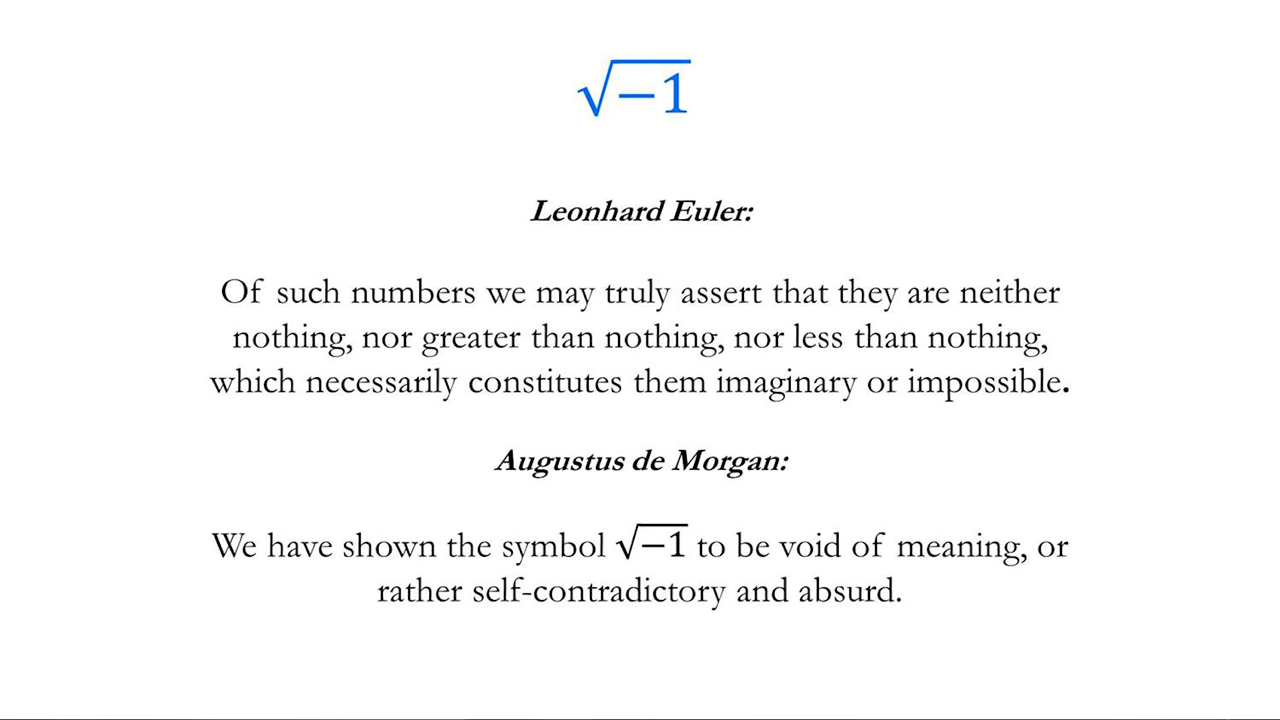 √−1
Leonhard Euler:
Of such numbers we may truly assert that they are neither
nothing, nor greater than nothing, nor less than nothing,
which necessarily constitutes them imaginary or impossible.
Augustus de Morgan:
We have shown the symbol √−1 to be void of meaning, or
rather self-contradictory and absurd.